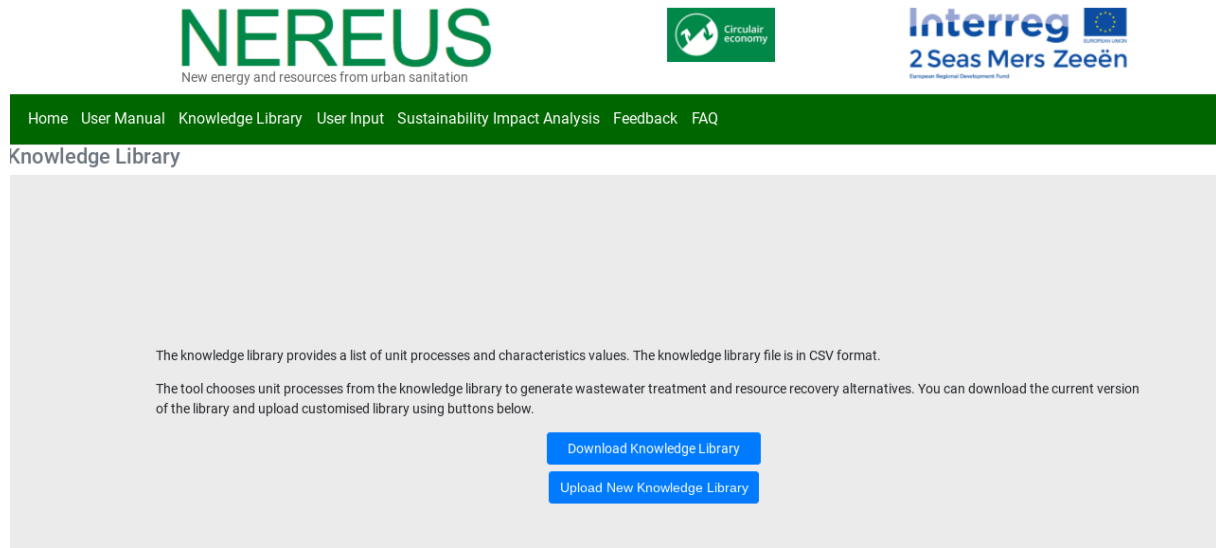 NEREUS
New energy and resources from urban sanitation
Circulair
economy
Interreg
EUROPEAN UNION
2 Seas Mers Zeeën
European Regional Development Fund
Home User Manual Knowledge Library User Input Sustainability Impact Analysis Feedback FAQ
Knowledge Library
The knowledge library provides a list of unit processes and characteristics values. The knowledge library file is in CSV format.
The tool chooses unit processes from the knowledge library to generate wastewater treatment and resource recovery alternatives. You can download the current version
of the library and upload customised library using buttons below.
Download Knowledge Library
Upload New Knowledge Library